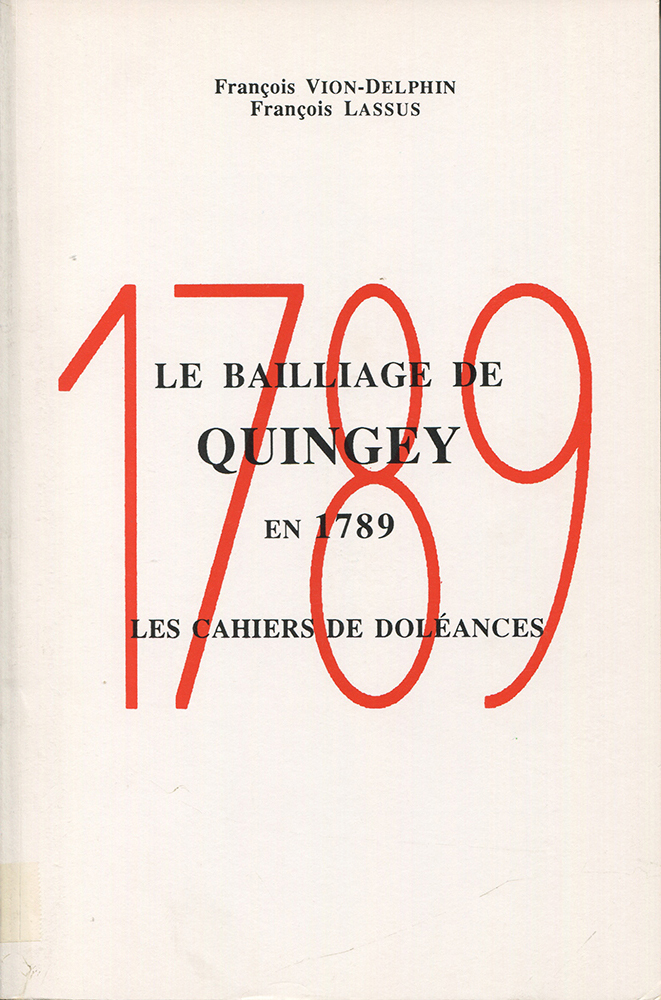 François VION-DELPHIN
François LASSUS
1789
LE BAILLIAGE DE
QUINGEY
EN 1789
LES CAHIERS DE DOLÉANCES